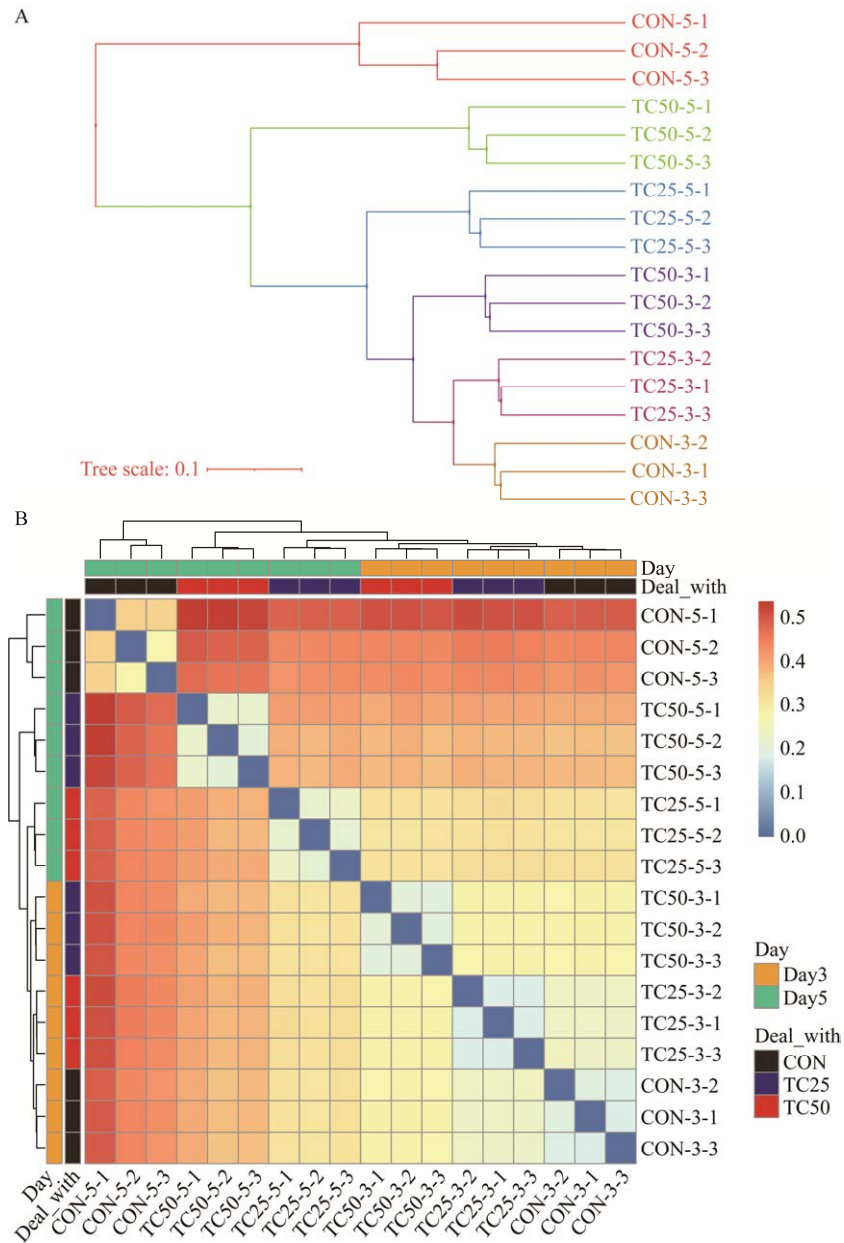 A
CON-5-1
CON-5-2
CON-5-3
TC50-5-1
TC50-5-2
TC50-5-3
TC25-5-1
TC25-5-2
TC25-5-3
TC50-3-1
TC50-3-2
TC50-3-3
TC25-3-2
TC25-3-1
TC25-3-3
CON-3-2
CON-3-1
CON-3-3
Tree scale: 0.1
B
Day
Deal_with
CON-5-1
CON-5-2
CON-5-3
TC50-5-1
TC50-5-2
TC50-5-3
TC25-5-1
TC25-5-2
TC25-5-3
TC50-3-1
TC50-3-2
TC50-3-3
TC25-3-2
TC25-3-1
TC25-3-3
CON-3-2
CON-3-1
CON-3-3
0.5
0.4
0.3
0.2
0.1
0.0
Day
Day3
Day5
Deal_with
CON
TC25
TC50
Day
Deal_with
CON-5-1
CON-5-2
CON-5-3
TC50-5-1
TC50-5-2
TC50-5-3
TC25-5-1
TC25-5-2
TC25-5-3
TC50-3-1
TC50-3-2
TC50-3-3
TC25-3-2
TC25-3-1
TC25-3-3
CON-3-2
CON-3-1
CON-3-3